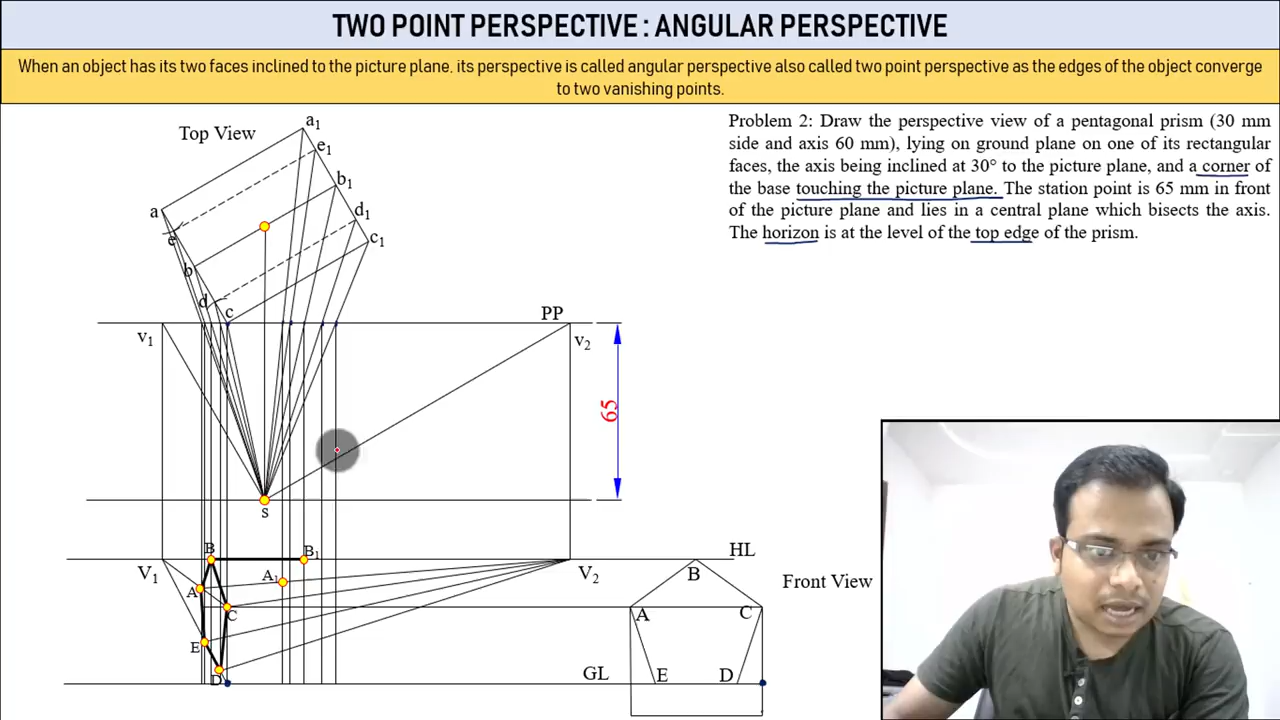 TWO POINT PERSPECTIVE : ANGULAR PERSPECTIVE
When an object has its two faces inclined to the picture plane. its perspective is called angular perspective also called two point perspective as the edges of the object converge
to two vanishing points.
Problem 2: Draw the perspective view of a pentagonal prism (30 mm
side and axis 60 mm), lying on ground plane on one of its rectangular
faces, the axis being inclined at 30° to the picture plane, and a corner of
the base touching the picture plane. The station point is 65 mm in front
of the picture plane and lies in a central plane which bisects the axis.
The horizon is at the level of the top edge of the prism.
Top View
a₁
e₁
b₁
a
d₁
e
c₁
b
d
c
PP
v₁
v₂
65
s
B
B₁
HL
V₁
A₁
V₂
B
Front View
A
C
A
C
E
D
GL
E
D